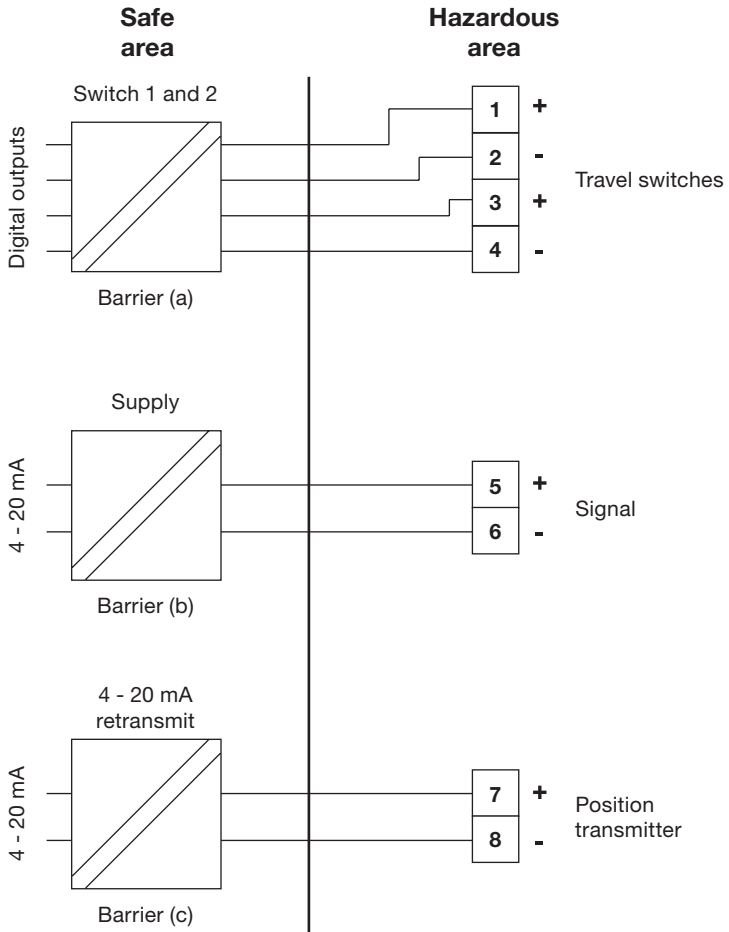 Safe
area
Hazardous
area
Switch 1 and 2
Digital outputs
1 +
2 -
3 +
4 -
Travel switches
Barrier (a)
Supply
4 - 20 mA
5 +
6 -
Signal
Barrier (b)
4 - 20 mA
retransmit
4 - 20 mA
7 +
8 -
Position
transmitter
Barrier (c)